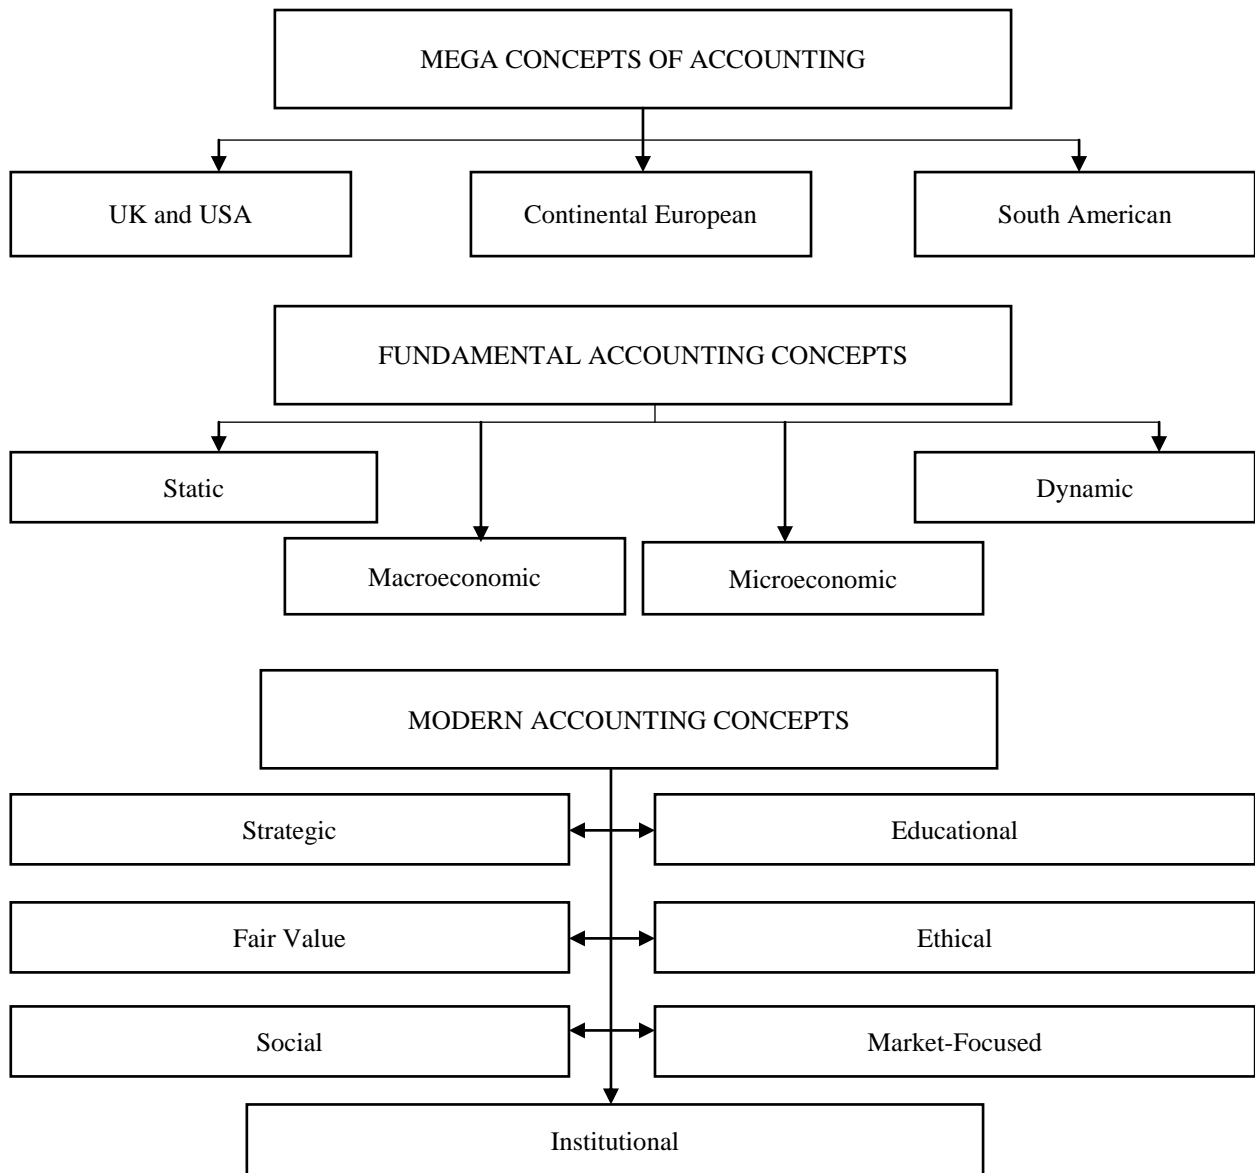 MEGA CONCEPTS OF ACCOUNTING
UK and USA
Continental European
South American
FUNDAMENTAL ACCOUNTING CONCEPTS
Static
Dynamic
Macroeconomic
Microeconomic
MODERN ACCOUNTING CONCEPTS
Strategic
Educational
Fair Value
Ethical
Social
Market-Focused
Institutional